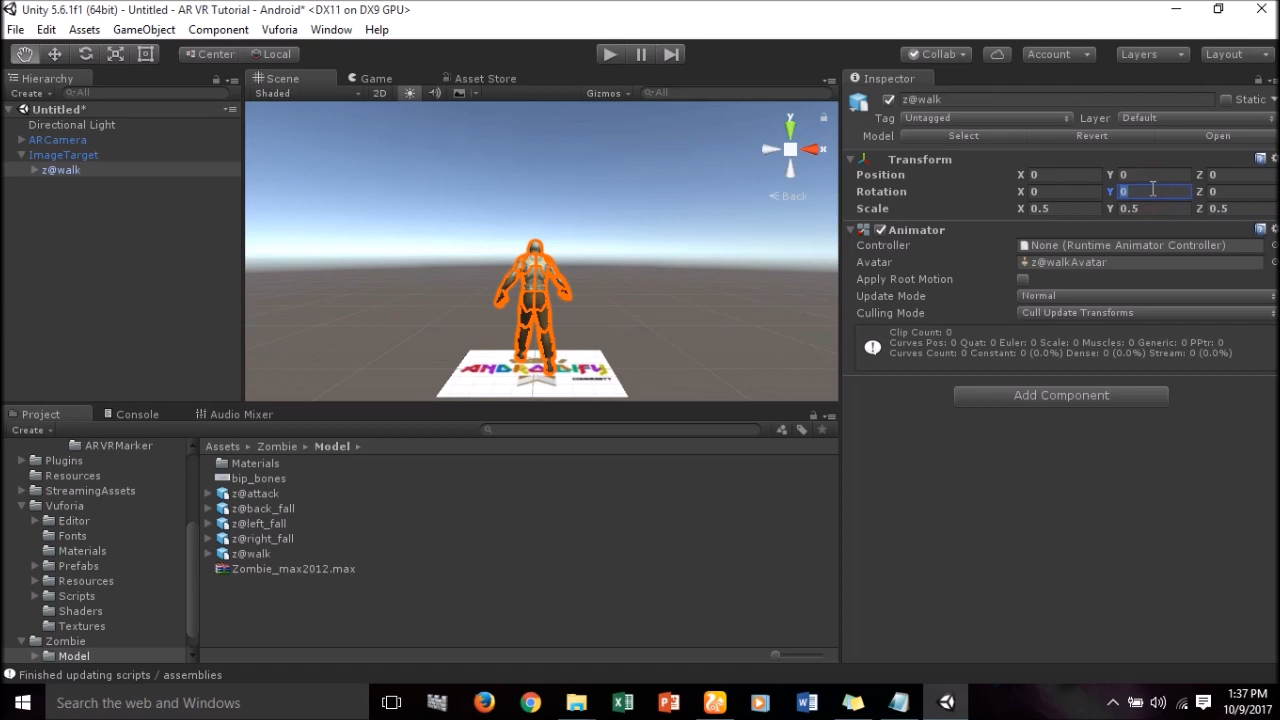 Unity 5.6.1f1 (64bit) - Untitled - AR VR Tutorial - Android* <DX11 on DX9 GPU>
File Edit Assets GameObject Component Vuforia Window Help
Center Local Collab Account Layers Layout
Hierarchy
Create All
Untitled*
Directional Light
ARCamera
ImageTarget
z@walk
Scene Game Asset Store
Shaded 2D Gizmos All
y
x
Back
ANDROIDIFY
Inspector
z@walk Static
Tag Untagged Layer Default
Model Select Revert Open
Transform
Position X 0 Y 0 Z 0
Rotation X 0 Y 0 Z 0
Scale X 0.5 Y 0.5 Z 0.5
Animator
Controller None (Runtime Animator Controller)
Avatar z@walkAvatar
Apply Root Motion
Update Mode Normal
Culling Mode Cull Update Transforms
Clip Count: 0
Curves Pos: 0 Quat: 0 Euler: 0 Scale: 0 Muscles: 0 Generic: 0 PPtr: 0
Curves Count: 0 Constant: 0 (0.0%) Dense: 0 (0.0%) Stream: 0 (0.0%)
Add Component
Project Console Audio Mixer
Create
ARVRMarker
Plugins
Resources
StreamingAssets
Vuforia
Editor
Fonts
Materials
Prefabs
Resources
Scripts
Shaders
Textures
Zombie
Model
Assets Zombie Model
Materials
bip_bones
z@attack
z@back_fall
z@left_fall
z@right_fall
z@walk
Zombie_max2012.max
Finished updating scripts / assemblies
Search the web and Windows
1:37 PM
10/9/2017